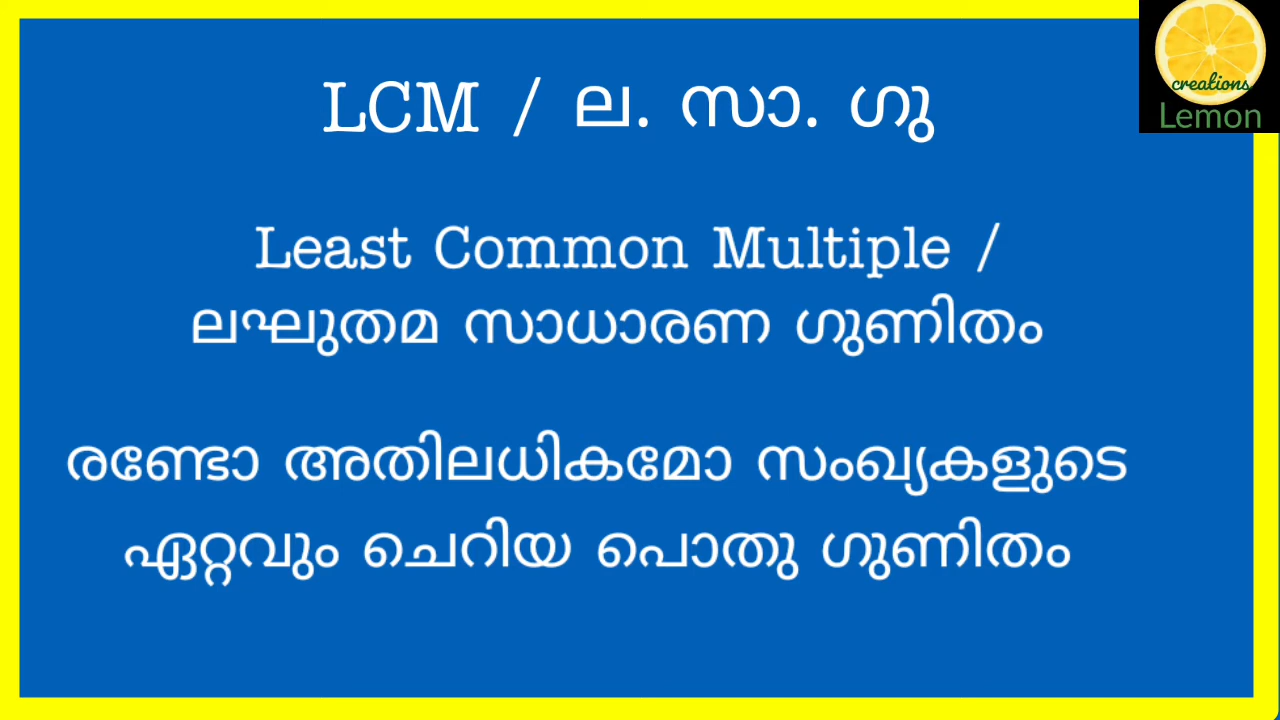 LCM / ല. സാ. ഗു
Least Common Multiple /
ലഘുതമ സാധാരണ ഗുണിതം
രണ്ടോ അതിലധികമോ സംഖ്യകളുടെ
ഏറ്റവും ചെറിയ പൊതു ഗുണിതം
creations
Lemon